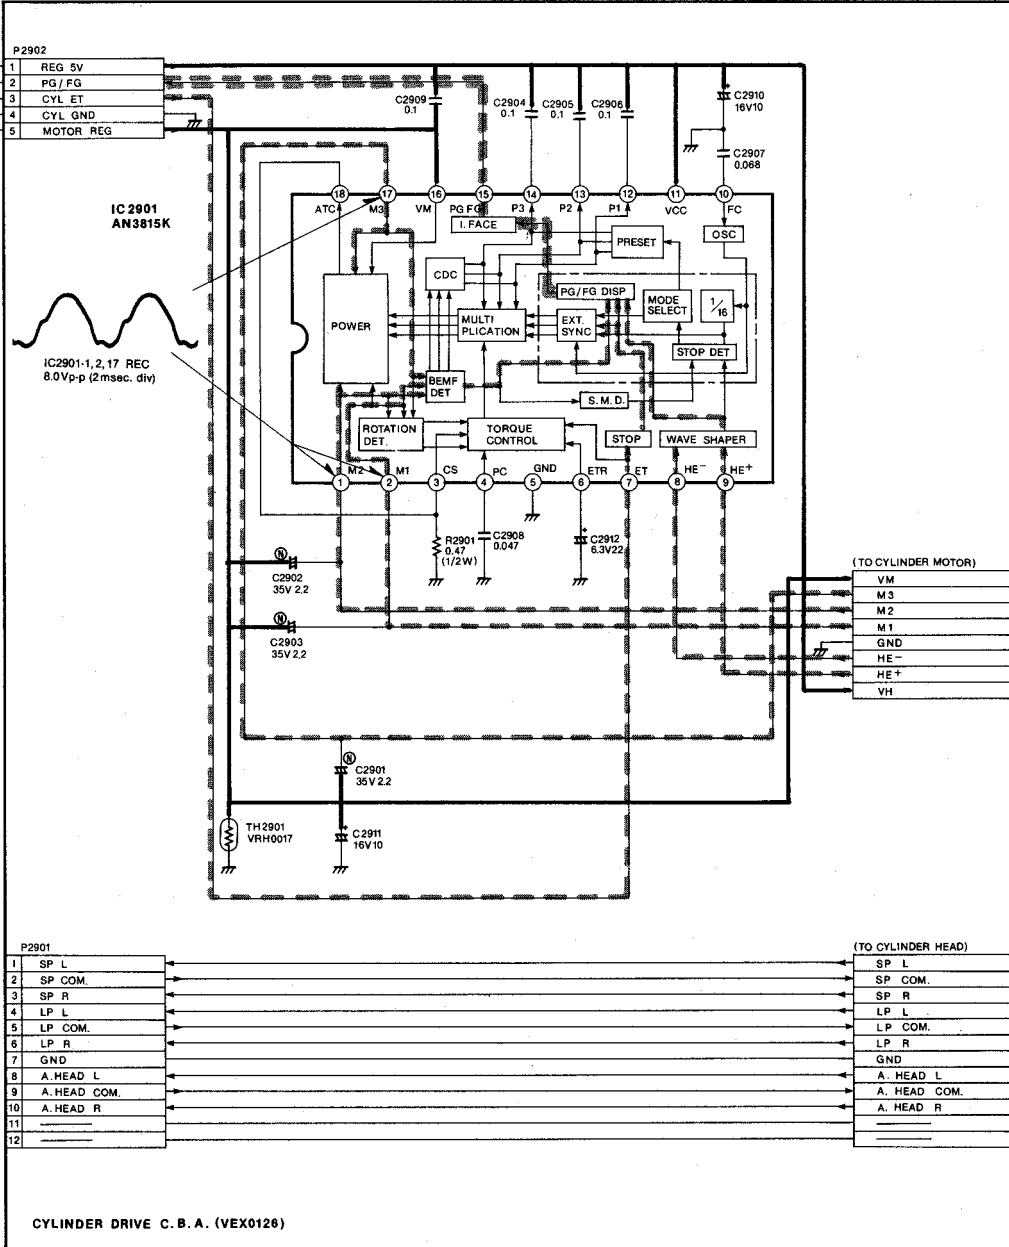 P2902
1 REG 5V
2 PG/FG
3 CYL ET
4 CYL GND
5 MOTOR REG
C2909 0.1
C2904 0.1
C2905 0.1
C2906 0.1
C2910 16V10
C2907 0.068
IC2901
AN3815K
18 17 16 15 14 13 12 11 10
ATC M3 VM PG FG P3 P2 P1 VCC FC
I. FACE
OSC
PRESET
CDC
PG/FG DISP
POWER
MULTI PLICATION
EXT. SYNC
MODE SELECT
1/16
STOP DET
IC2901-1, 2, 17 REC
8.0Vp-p (2msec. div)
BEMF DET
S.M.D.
ROTATION DET.
TORQUE CONTROL
STOP
WAVE SHAPER
M2 M1 CS PC GND ETR ET HE− HE+
1 2 3 4 5 6 7 8 9
R2901 0.47 (1/2W)
C2908 0.047
C2912 6.3V22
N
C2902
35V 2.2
N
C2903
35V 2.2
(TO CYLINDER MOTOR)
VM
M3
M2
M1
GND
HE−
HE+
VH
N
C2901
35V 2.2
TH2901
VRH0017
C2911
16V10
P2901
1 SP L
2 SP COM.
3 SP R
4 LP L
5 LP COM.
6 LP R
7 GND
8 A.HEAD L
9 A.HEAD COM.
10 A.HEAD R
11
12
(TO CYLINDER HEAD)
SP L
SP COM.
SP R
LP L
LP COM.
LP R
GND
A. HEAD L
A. HEAD COM.
A. HEAD R
CYLINDER DRIVE C.B.A. (VEX0126)